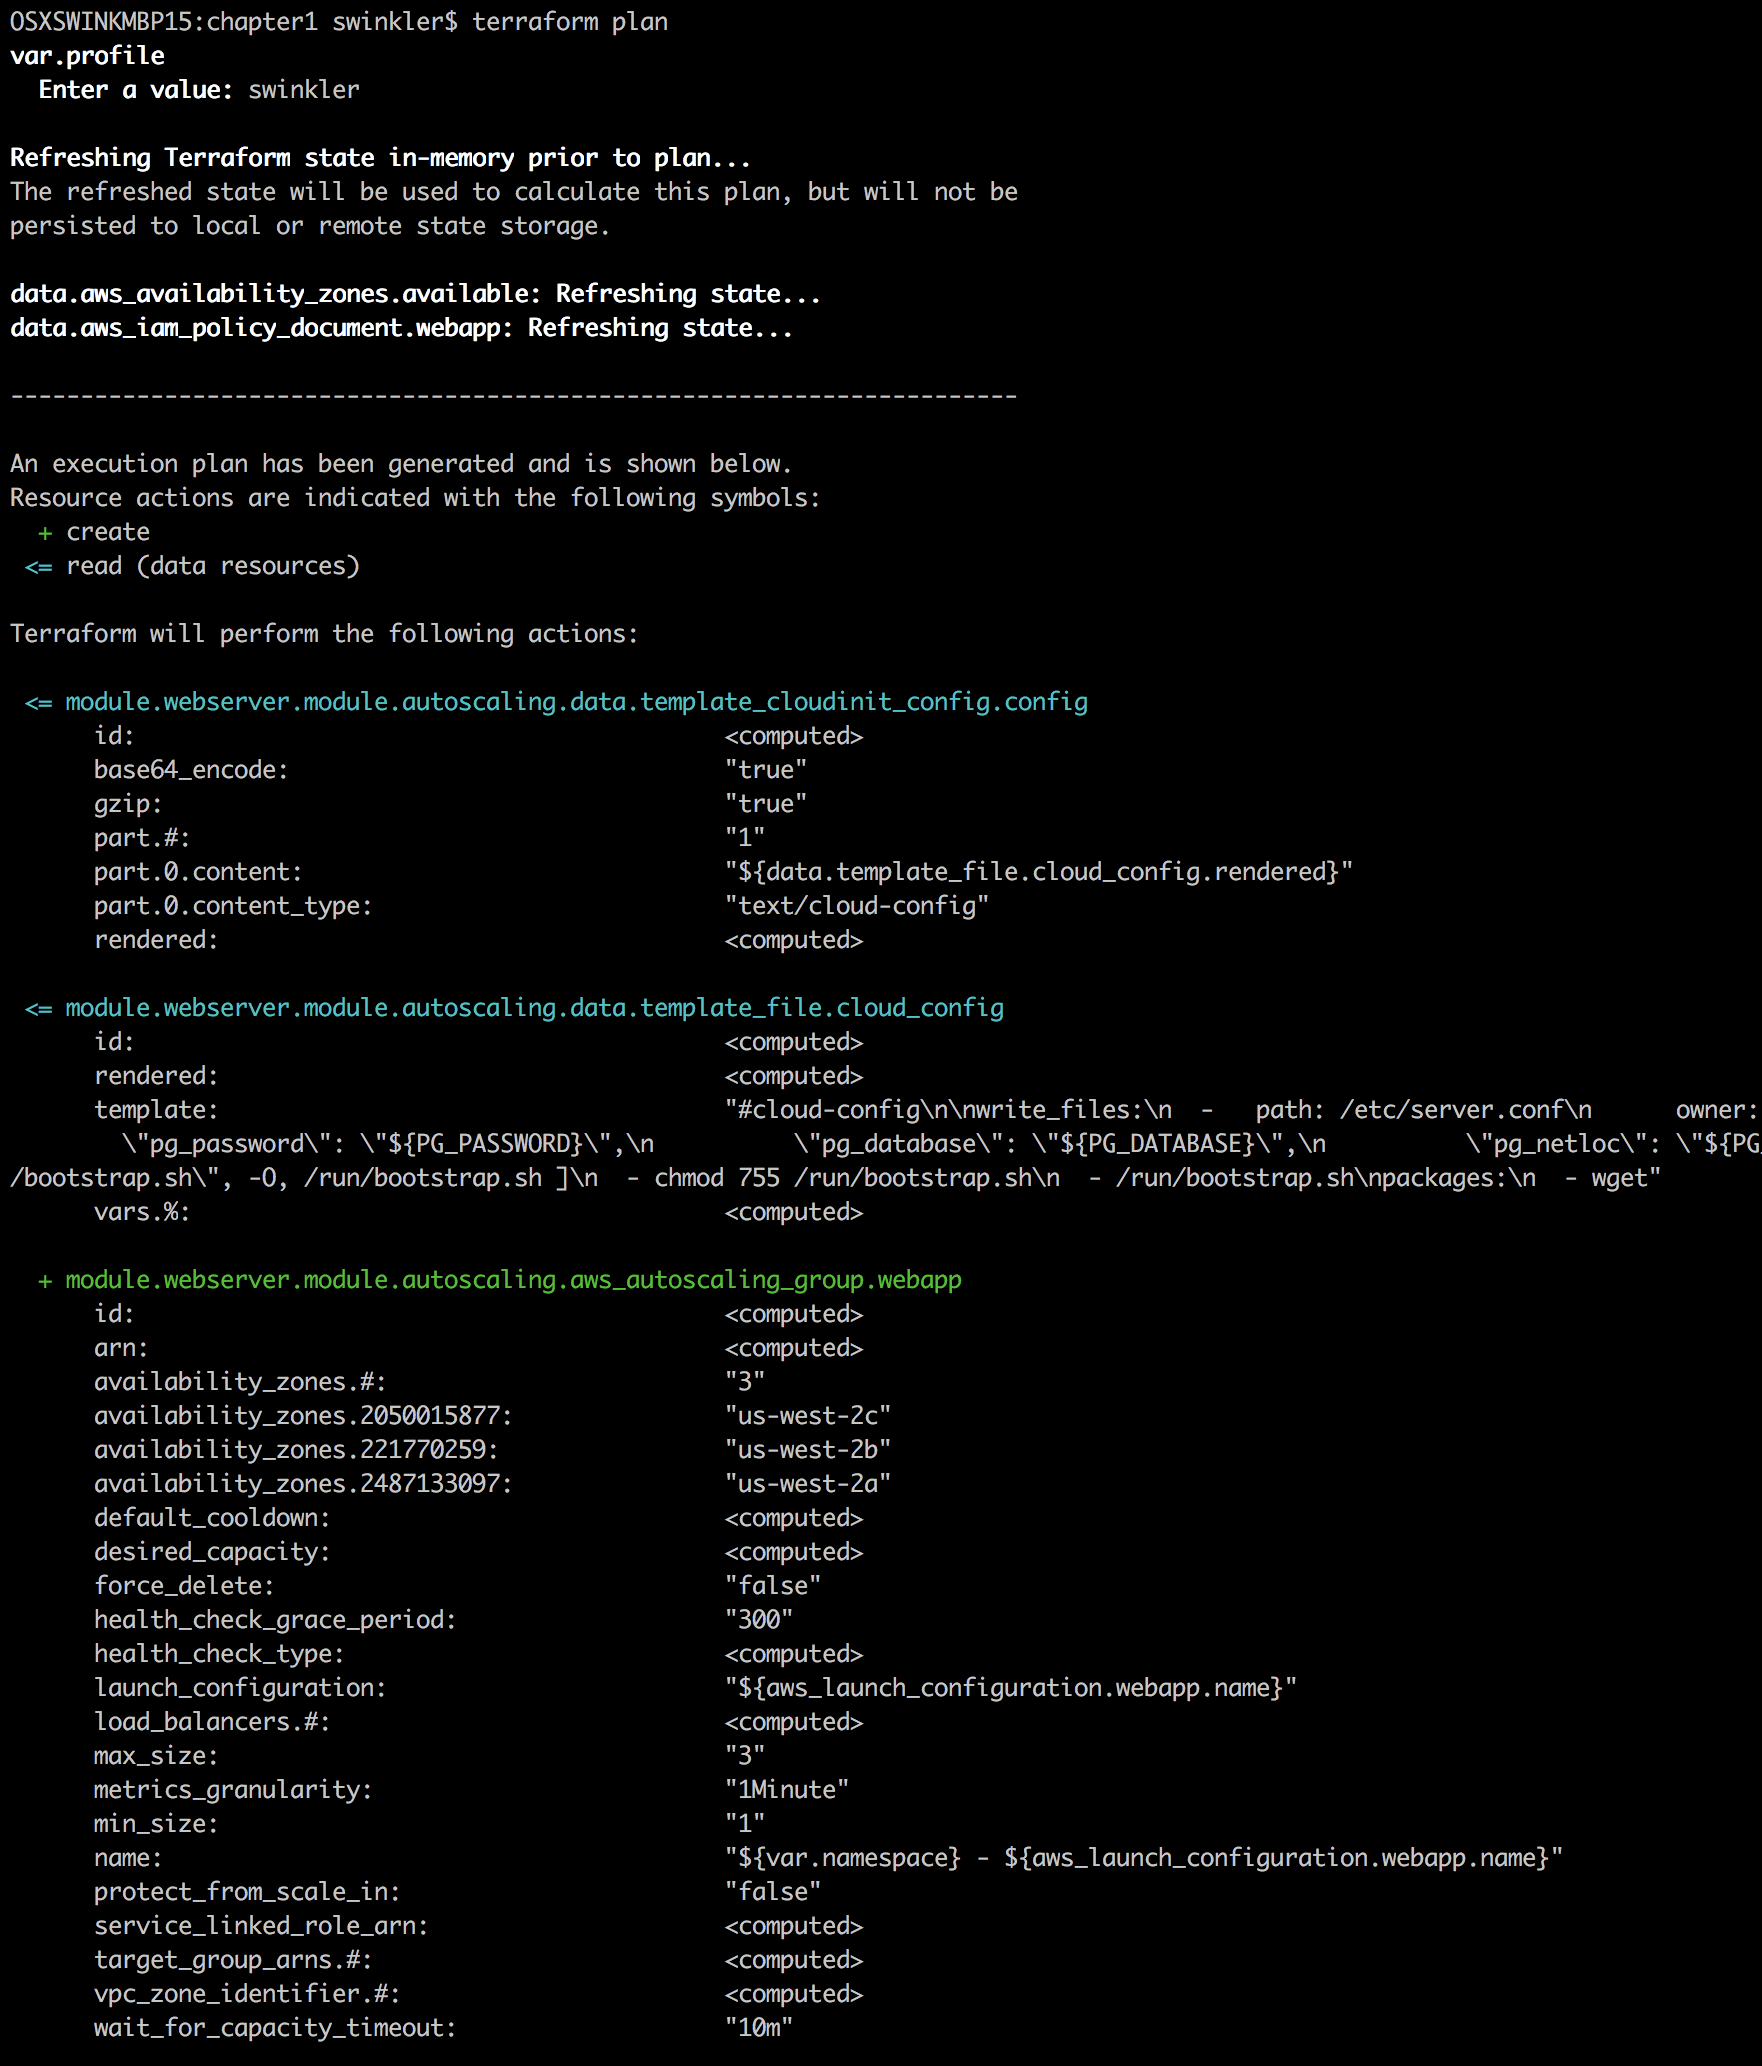 OSXSWINKMBP15:chapter1 swinkler$ terraform plan
var.profile
  Enter a value: swinkler

Refreshing Terraform state in-memory prior to plan...
The refreshed state will be used to calculate this plan, but will not be
persisted to local or remote state storage.

data.aws_availability_zones.available: Refreshing state...
data.aws_iam_policy_document.webapp: Refreshing state...

------------------------------------------------------------------------

An execution plan has been generated and is shown below.
Resource actions are indicated with the following symbols:
  + create
 <= read (data resources)

Terraform will perform the following actions:

 <= module.webserver.module.autoscaling.data.template_cloudinit_config.config
      id:                                          <computed>
      base64_encode:                               "true"
      gzip:                                        "true"
      part.#:                                      "1"
      part.0.content:                              "${data.template_file.cloud_config.rendered}"
      part.0.content_type:                         "text/cloud-config"
      rendered:                                    <computed>

 <= module.webserver.module.autoscaling.data.template_file.cloud_config
      id:                                          <computed>
      rendered:                                    <computed>
      template:                                    "#cloud-config\n\nwrite_files:\n  -   path: /etc/server.conf\n      owner:
        \"pg_password\": \"${PG_PASSWORD}\",\n          \"pg_database\": \"${PG_DATABASE}\",\n          \"pg_netloc\": \"${PG_
/bootstrap.sh\", -O, /run/bootstrap.sh ]\n  - chmod 755 /run/bootstrap.sh\n  - /run/bootstrap.sh\npackages:\n  - wget"
      vars.%:                                      <computed>

  + module.webserver.module.autoscaling.aws_autoscaling_group.webapp
      id:                                          <computed>
      arn:                                         <computed>
      availability_zones.#:                        "3"
      availability_zones.2050015877:               "us-west-2c"
      availability_zones.221770259:                "us-west-2b"
      availability_zones.2487133097:               "us-west-2a"
      default_cooldown:                            <computed>
      desired_capacity:                            <computed>
      force_delete:                                "false"
      health_check_grace_period:                   "300"
      health_check_type:                           <computed>
      launch_configuration:                        "${aws_launch_configuration.webapp.name}"
      load_balancers.#:                            <computed>
      max_size:                                    "3"
      metrics_granularity:                         "1Minute"
      min_size:                                    "1"
      name:                                        "${var.namespace} - ${aws_launch_configuration.webapp.name}"
      protect_from_scale_in:                       "false"
      service_linked_role_arn:                     <computed>
      target_group_arns.#:                         <computed>
      vpc_zone_identifier.#:                       <computed>
      wait_for_capacity_timeout:                   "10m"